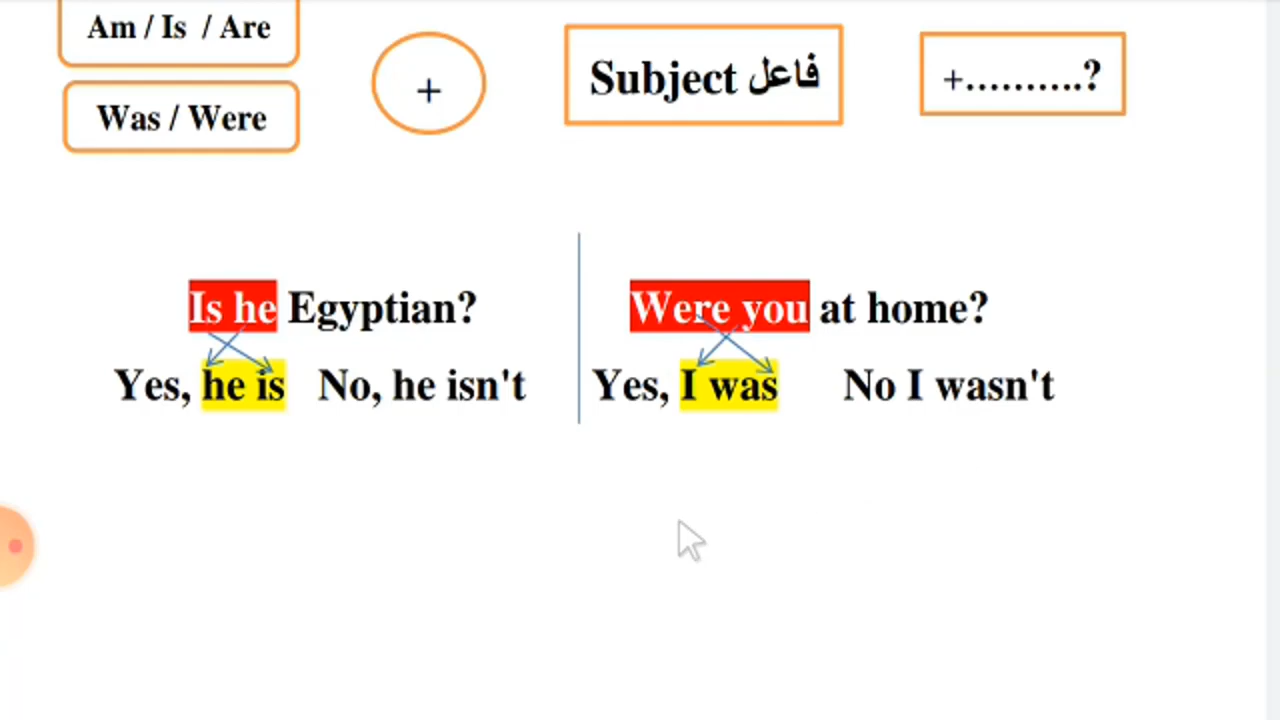 Am / Is / Are
Was / Were
+
Subject فاعل
+..........?
Is he Egyptian?
Yes, he is No, he isn't
Were you at home?
Yes, I was No I wasn't